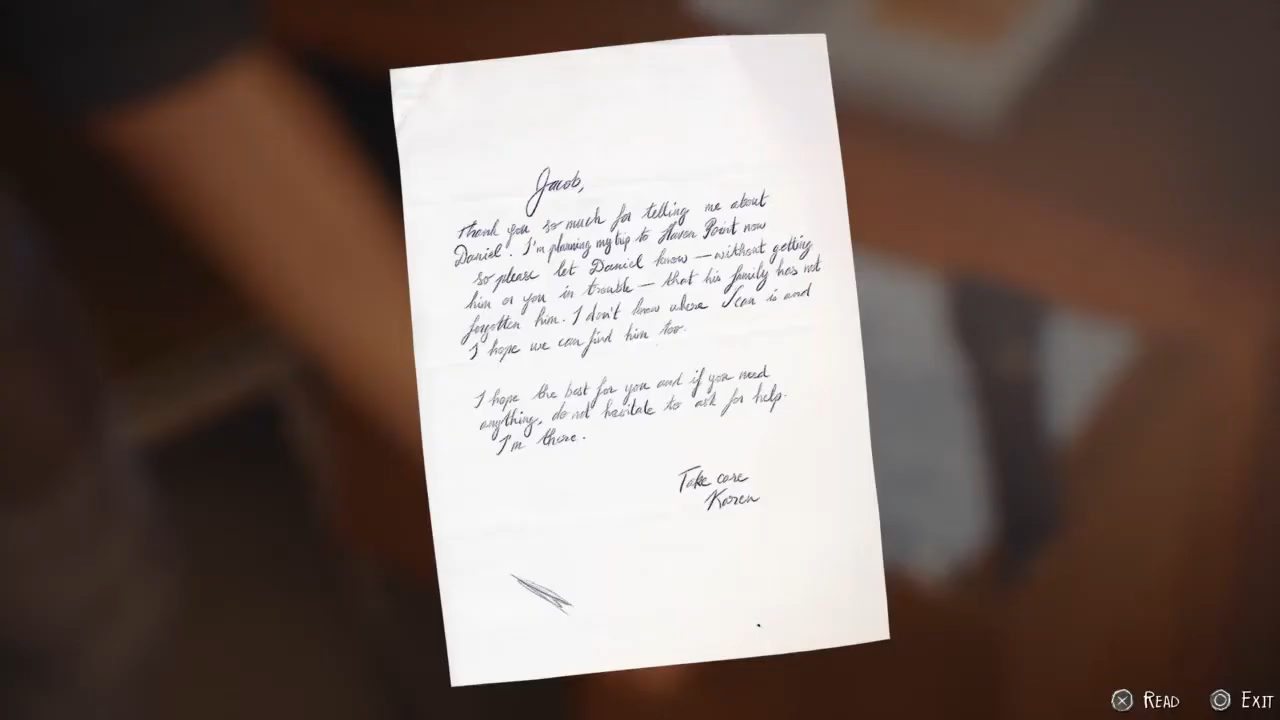 Jacob,
Thank you so much for telling me about
Daniel. I'm planning my trip to Haven Point now
so please let Daniel know — without getting
him or you in trouble — that his family has not
forgotten him. I don't know where Sean is and
I hope we can find him too.
I hope the best for you and if you need
anything, do not hesitate to ask for help.
I'm there.
Take care
Karen
READ
EXIT